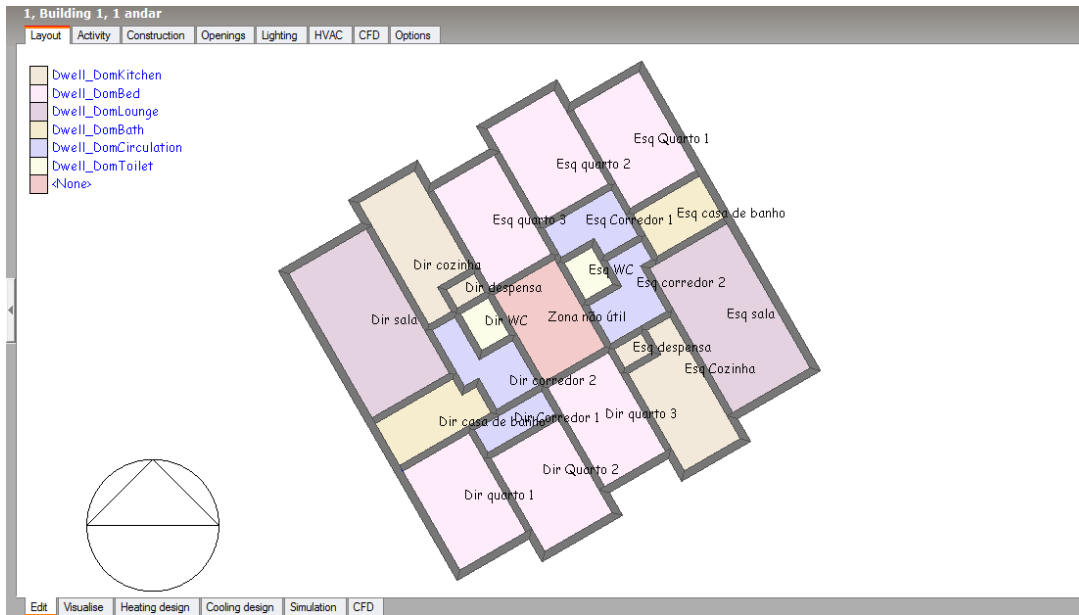 1, Building 1, 1 andar
Layout Activity Construction Openings Lighting HVAC CFD Options
Dwell_DomKitchen
Dwell_DomBed
Dwell_DomLounge
Dwell_DomBath
Dwell_DomCirculation
Dwell_DomToilet
<None>
Esq Quarto 1
Esq quarto 2
Esq casa de banho
Esq quarto 3
Esq Corredor 1
Dir cozinha
Esq WC
Esq corredor 2
Dir despensa
Esq sala
Dir sala
Dir WC
Zona não útil
Esq despensa
Esq Cozinha
Dir corredor 2
Dir casa de banho
Dir Corredor 1
Dir quarto 3
Dir Quarto 2
Dir quarto 1
Edit Visualise Heating design Cooling design Simulation CFD